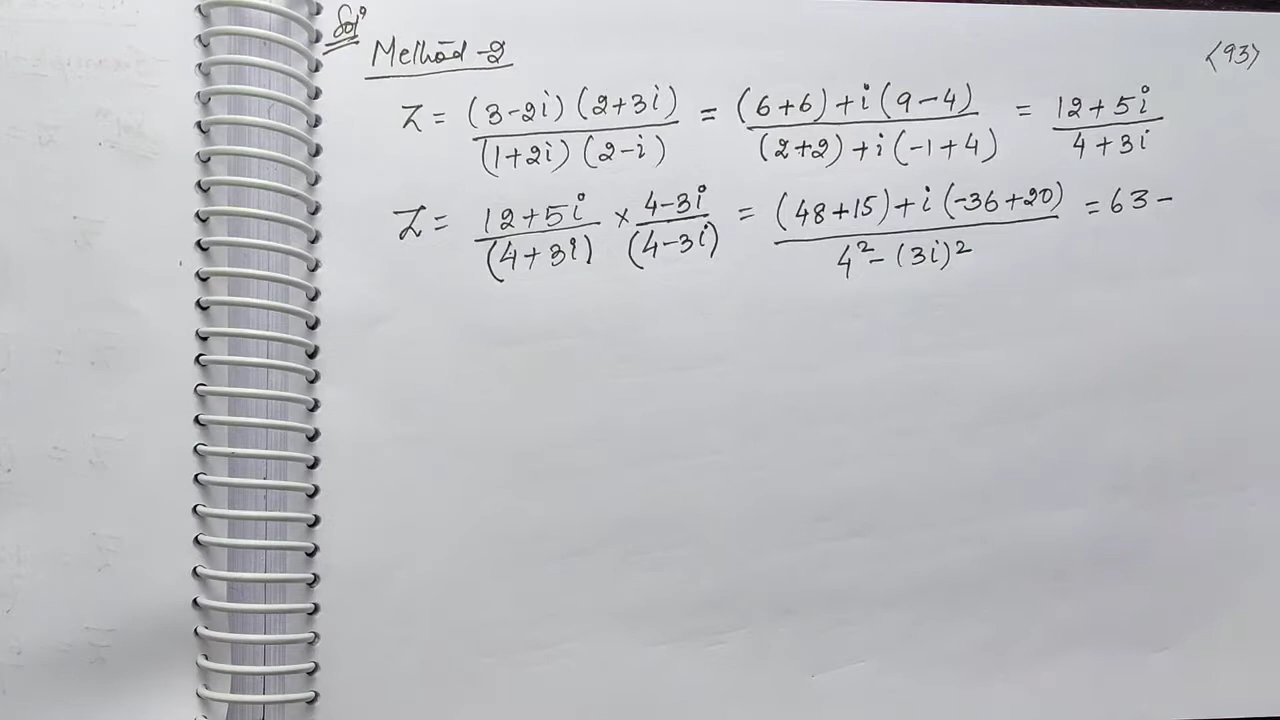 Solⁿ
Method-2
⟨93⟩
Z = (3-2i)(2+3i) / (1+2i)(2-i) = (6+6)+i(9-4) / (2+2)+i(-1+4) = 12+5i / 4+3i
Z = 12+5i / (4+3i) × 4-3i / (4-3i) = (48+15)+i(-36+20) / 4²-(3i)² = 63-